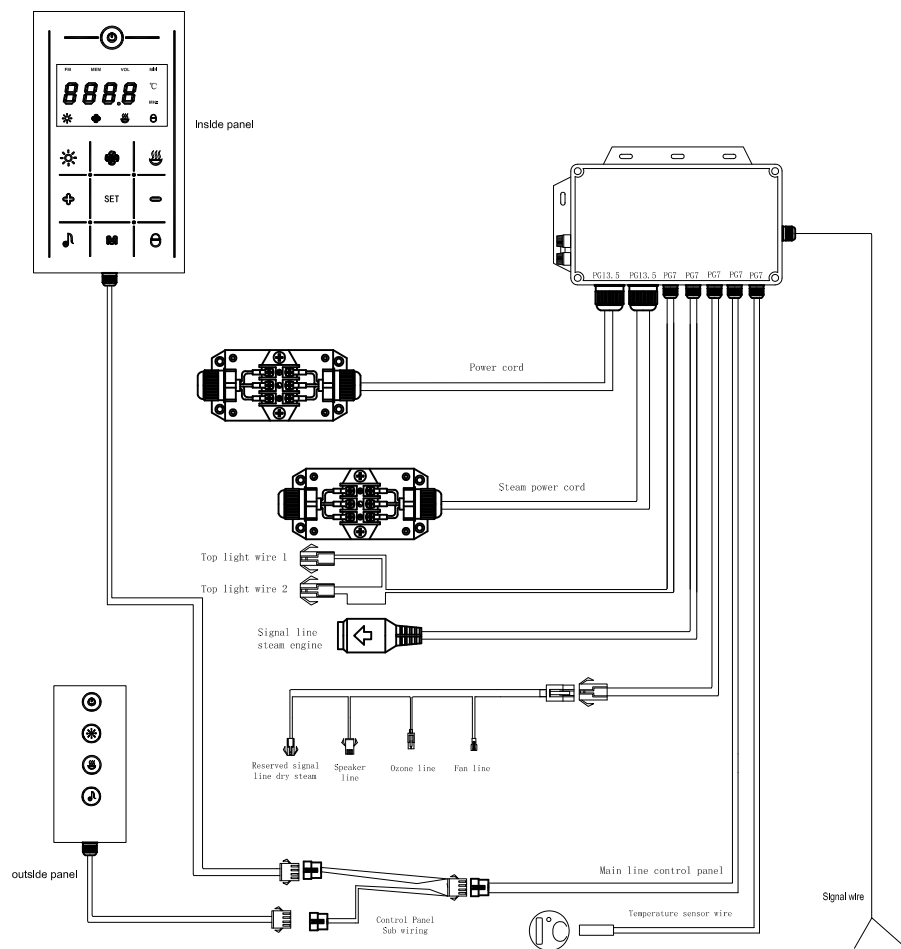 FM MEM VOL
888.8
℃
MHz
Inside panel
SET
M
PG13.5 PG13.5 PG7 PG7 PG7 PG7 PG7
Power cord
Steam power cord
Top light wire 1
Top light wire 2
Signal line
steam engine
Reserved signal
line dry steam
Speaker
line
Ozone line
Fan line
outside panel
Main line control panel
Signal wire
Control Panel
Sub wiring
Temperature sensor wire